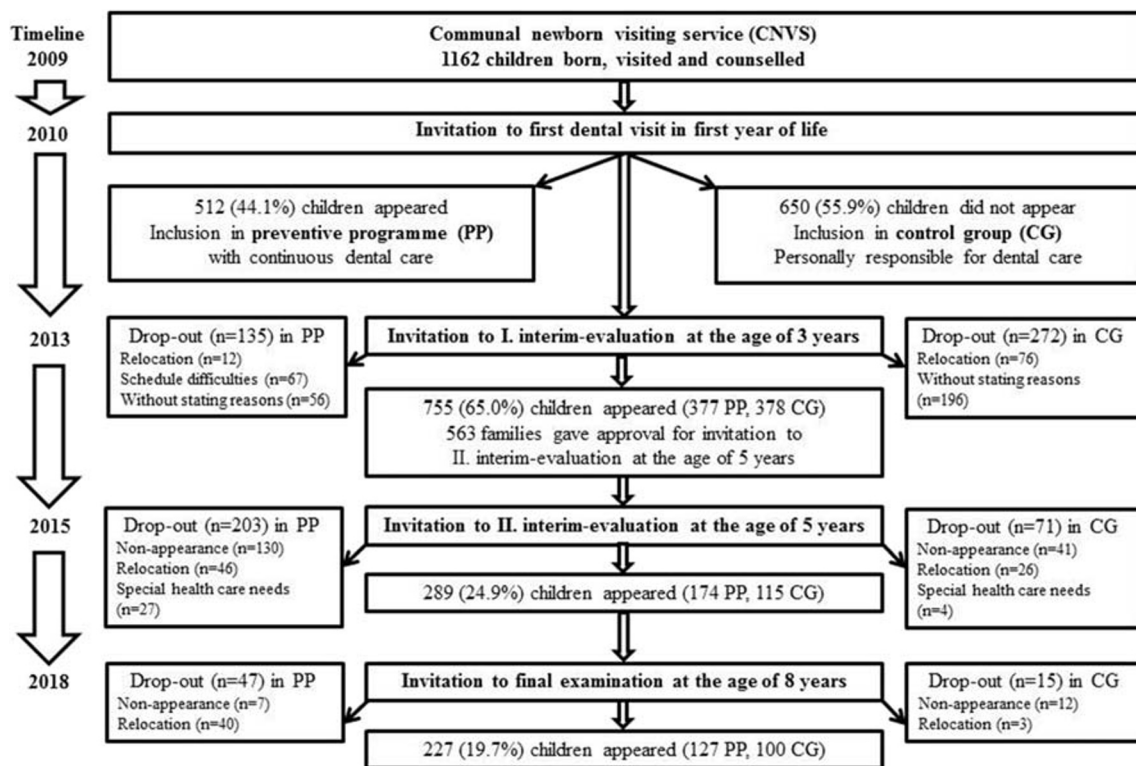 Timeline
2009
Communal newborn visiting service (CNVS)
1162 children born, visited and counselled
2010
Invitation to first dental visit in first year of life
512 (44.1%) children appeared
Inclusion in preventive programme (PP)
with continuous dental care
650 (55.9%) children did not appear
Inclusion in control group (CG)
Personally responsible for dental care
2013
Drop-out (n=135) in PP
Relocation (n=12)
Schedule difficulties (n=67)
Without stating reasons (n=56)
Invitation to I. interim-evaluation at the age of 3 years
Drop-out (n=272) in CG
Relocation (n=76)
Without stating reasons
(n=196)
755 (65.0%) children appeared (377 PP, 378 CG)
563 families gave approval for invitation to
II. interim-evaluation at the age of 5 years
2015
Drop-out (n=203) in PP
Non-appearance (n=130)
Relocation (n=46)
Special health care needs
(n=27)
Invitation to II. interim-evaluation at the age of 5 years
Drop-out (n=71) in CG
Non-appearance (n=41)
Relocation (n=26)
Special health care needs
(n=4)
289 (24.9%) children appeared (174 PP, 115 CG)
2018
Drop-out (n=47) in PP
Non-appearance (n=7)
Relocation (n=40)
Invitation to final examination at the age of 8 years
Drop-out (n=15) in CG
Non-appearance (n=12)
Relocation (n=3)
227 (19.7%) children appeared (127 PP, 100 CG)